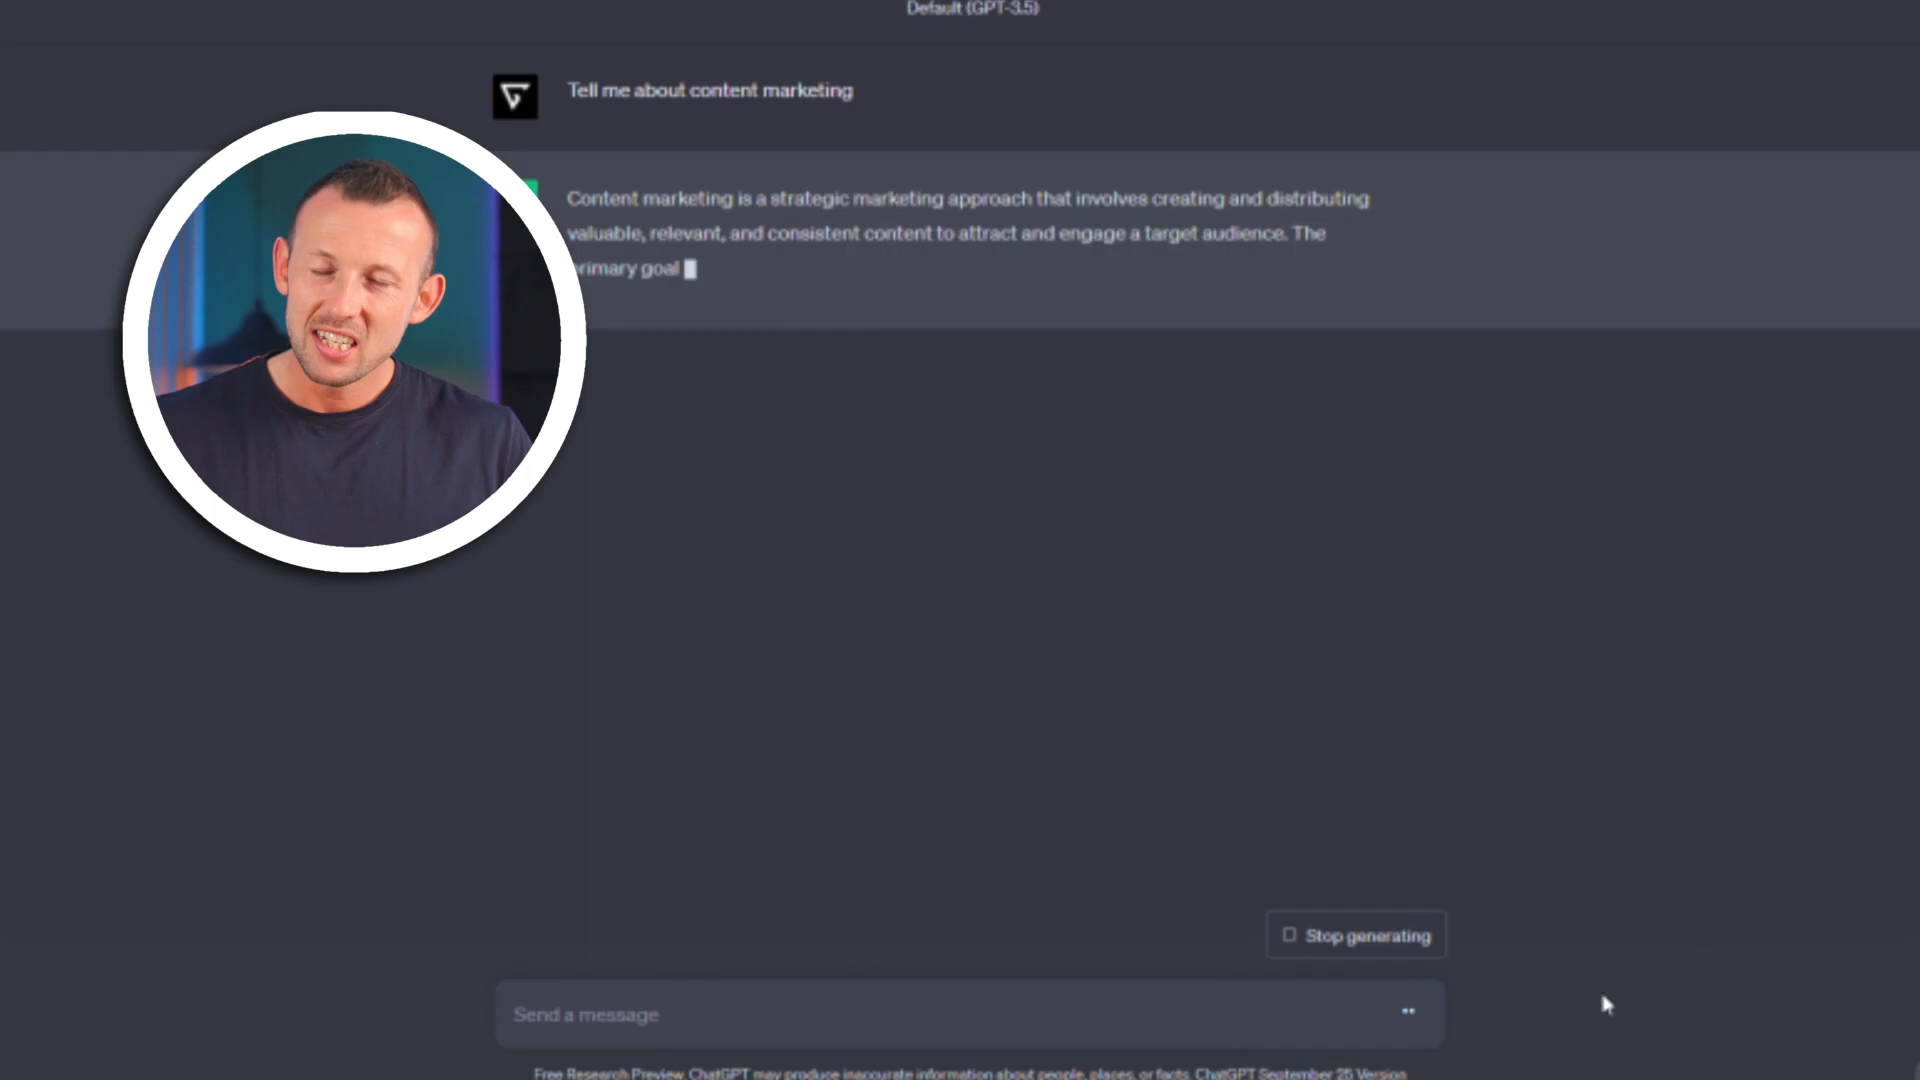 Default (GPT-3.5)
Tell me about content marketing
Content marketing is a strategic marketing approach that involves creating and distributing
valuable, relevant, and consistent content to attract and engage a target audience. The
primary goal
Stop generating
Send a message
Free Research Preview. ChatGPT may produce inaccurate information about people, places, or facts. ChatGPT September 25 Version